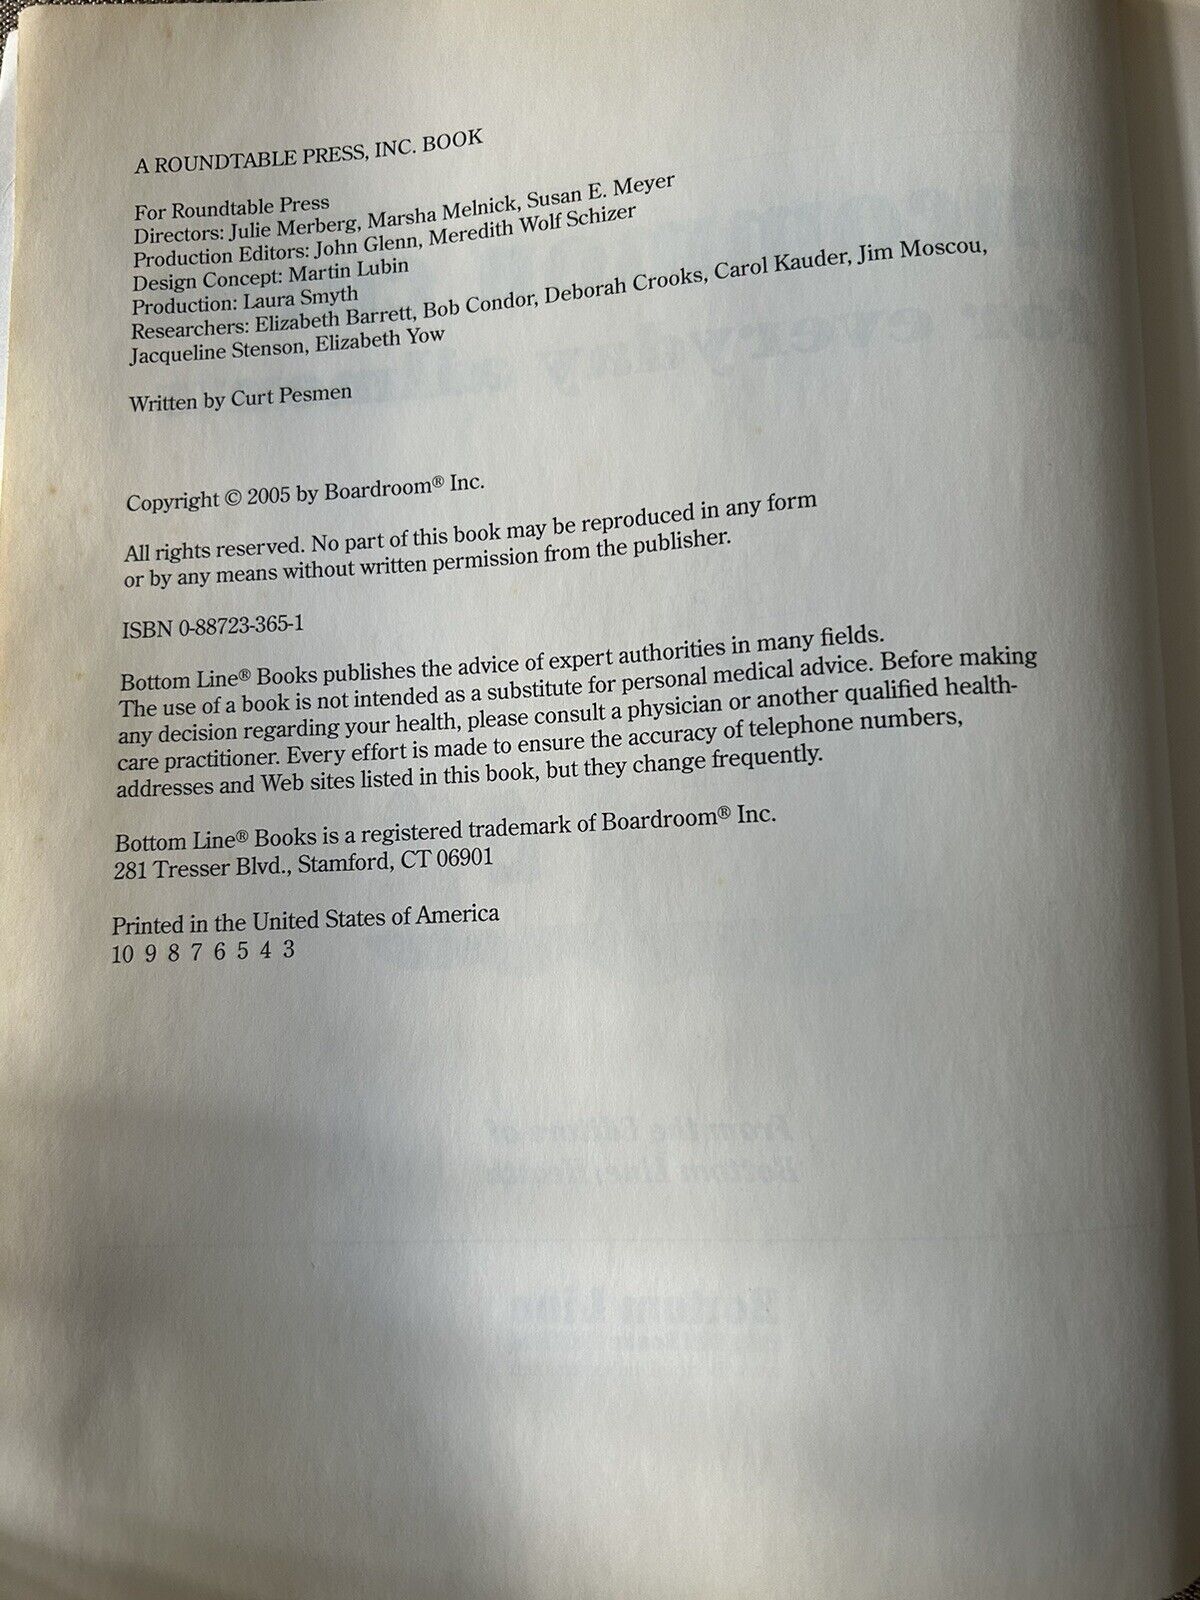 A ROUNDTABLE PRESS, INC. BOOK
For Roundtable Press
Directors: Julie Merberg, Marsha Melnick, Susan E. Meyer
Production Editors: John Glenn, Meredith Wolf Schizer
Design Concept: Martin Lubin
Production: Laura Smyth
Researchers: Elizabeth Barrett, Bob Condor, Deborah Crooks, Carol Kauder, Jim Moscou,
Jacqueline Stenson, Elizabeth Yow
Written by Curt Pesmen
Copyright © 2005 by Boardroom® Inc.
All rights reserved. No part of this book may be reproduced in any form
or by any means without written permission from the publisher.
ISBN 0-88723-365-1
Bottom Line® Books publishes the advice of expert authorities in many fields.
The use of a book is not intended as a substitute for personal medical advice. Before making
any decision regarding your health, please consult a physician or another qualified health-
care practitioner. Every effort is made to ensure the accuracy of telephone numbers,
addresses and Web sites listed in this book, but they change frequently.
Bottom Line® Books is a registered trademark of Boardroom® Inc.
281 Tresser Blvd., Stamford, CT 06901
Printed in the United States of America
10 9 8 7 6 5 4 3
From the Editors of
Bottom Line/Health
Bottom Line